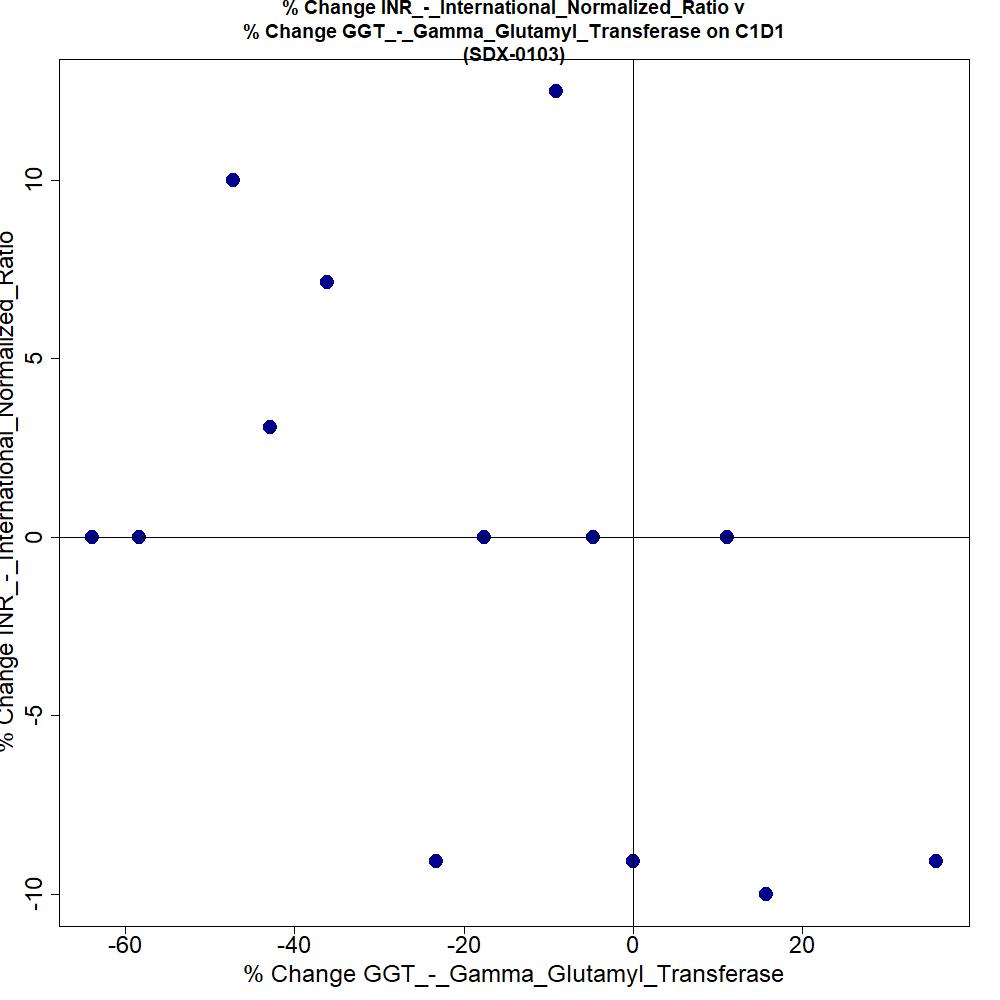 % Change INR_-_International_Normalized_Ratio v
% Change GGT_-_Gamma_Glutamyl_Transferase on C1D1
(SDX-0103)
% Change INR_-_International_Normalized_Ratio
10
5
0
-5
-10
-60
-40
-20
0
20
% Change GGT_-_Gamma_Glutamyl_Transferase